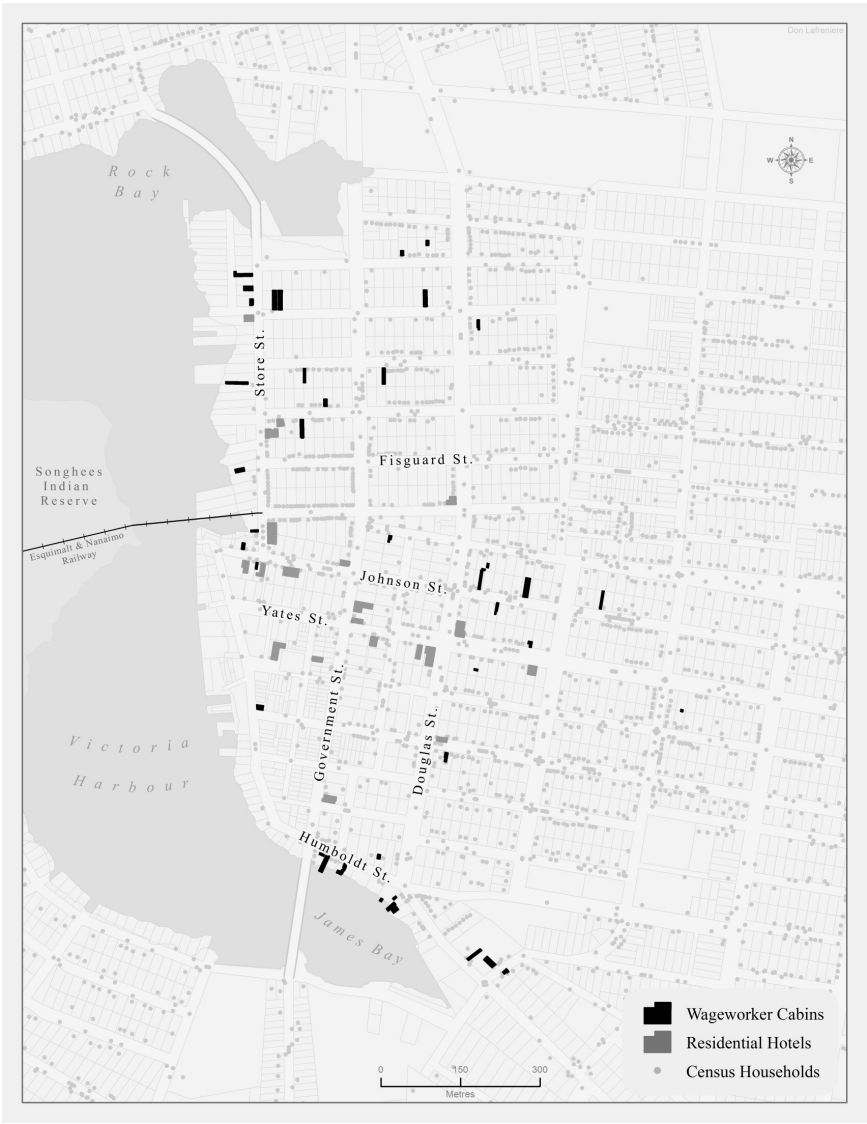 Don Lafreniere
N
W
E
S
Rock
Bay
Store St.
Fisguard St.
Songhees
Indian
Reserve
Esquimalt & Nanaimo
Railway
Johnson St.
Yates St.
Government St.
Douglas St.
Victoria
Harbour
Humboldt St.
James Bay
Wageworker Cabins
Residential Hotels
Census Households
0 150 300
Metres